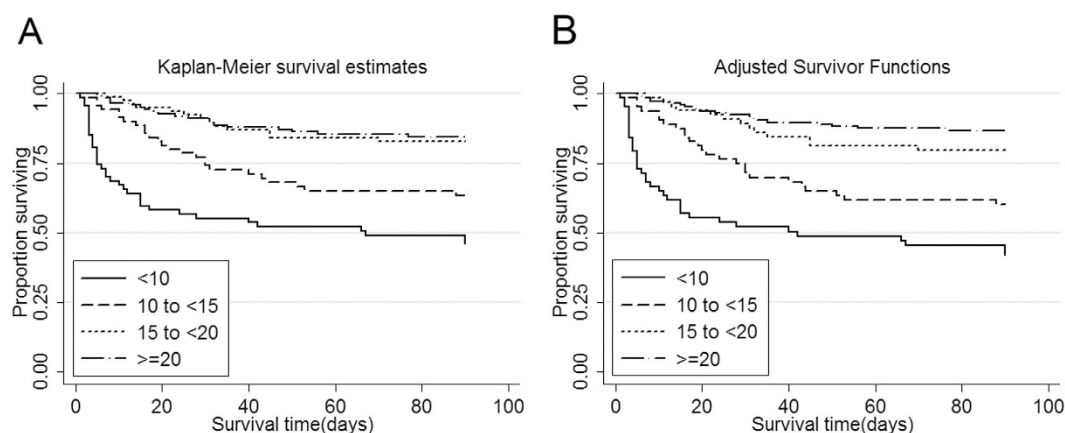 A
Kaplan-Meier survival estimates
Proportion surviving
1.00
0.75
0.50
0.25
0.00
<10
10 to <15
15 to <20
>=20
0 20 40 60 80 100
Survival time(days)
B
Adjusted Survivor Functions
Proportion surviving
1.00
0.75
0.50
0.25
0.00
<10
10 to <15
15 to <20
>=20
0 20 40 60 80 100
Survival time(days)